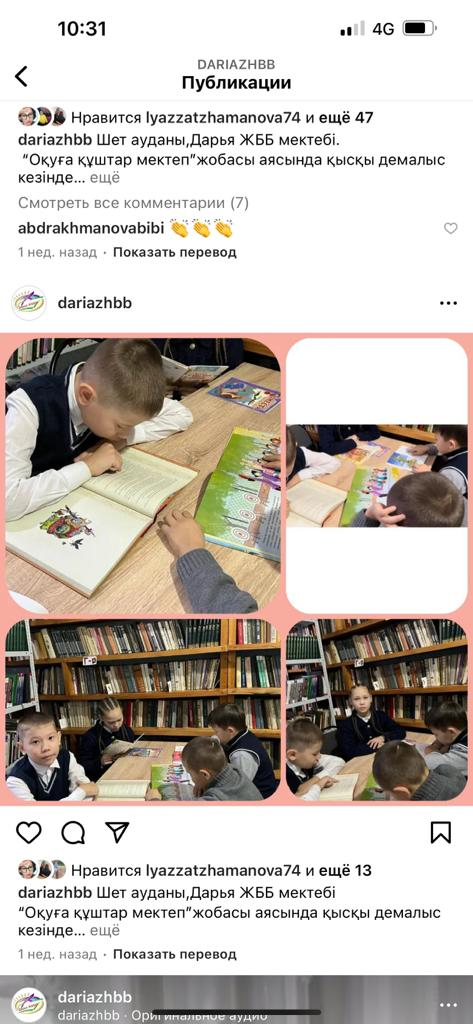 10:31
4G
DARIAZHBB
Публикации
Нравится lyazzatzhamanova74 и ещё 47
dariazhbb Шет ауданы,Дарья ЖББ мектебі.
“Оқуға құштар мектеп”жобасы аясында қысқы демалыс
кезінде... ещё
Смотреть все комментарии (7)
abdrakhmanovabibi 👏👏👏
1 нед. назад · Показать перевод
dariazhbb
Г-р
Нравится lyazzatzhamanova74 и ещё 13
dariazhbb Шет ауданы,Дарья ЖББ мектебі
“Оқуға құштар мектеп”жобасы аясында қысқы демалыс
кезінде... ещё
1 нед. назад · Показать перевод
dariazhbb
dariazhbb · Оригинальное аудио